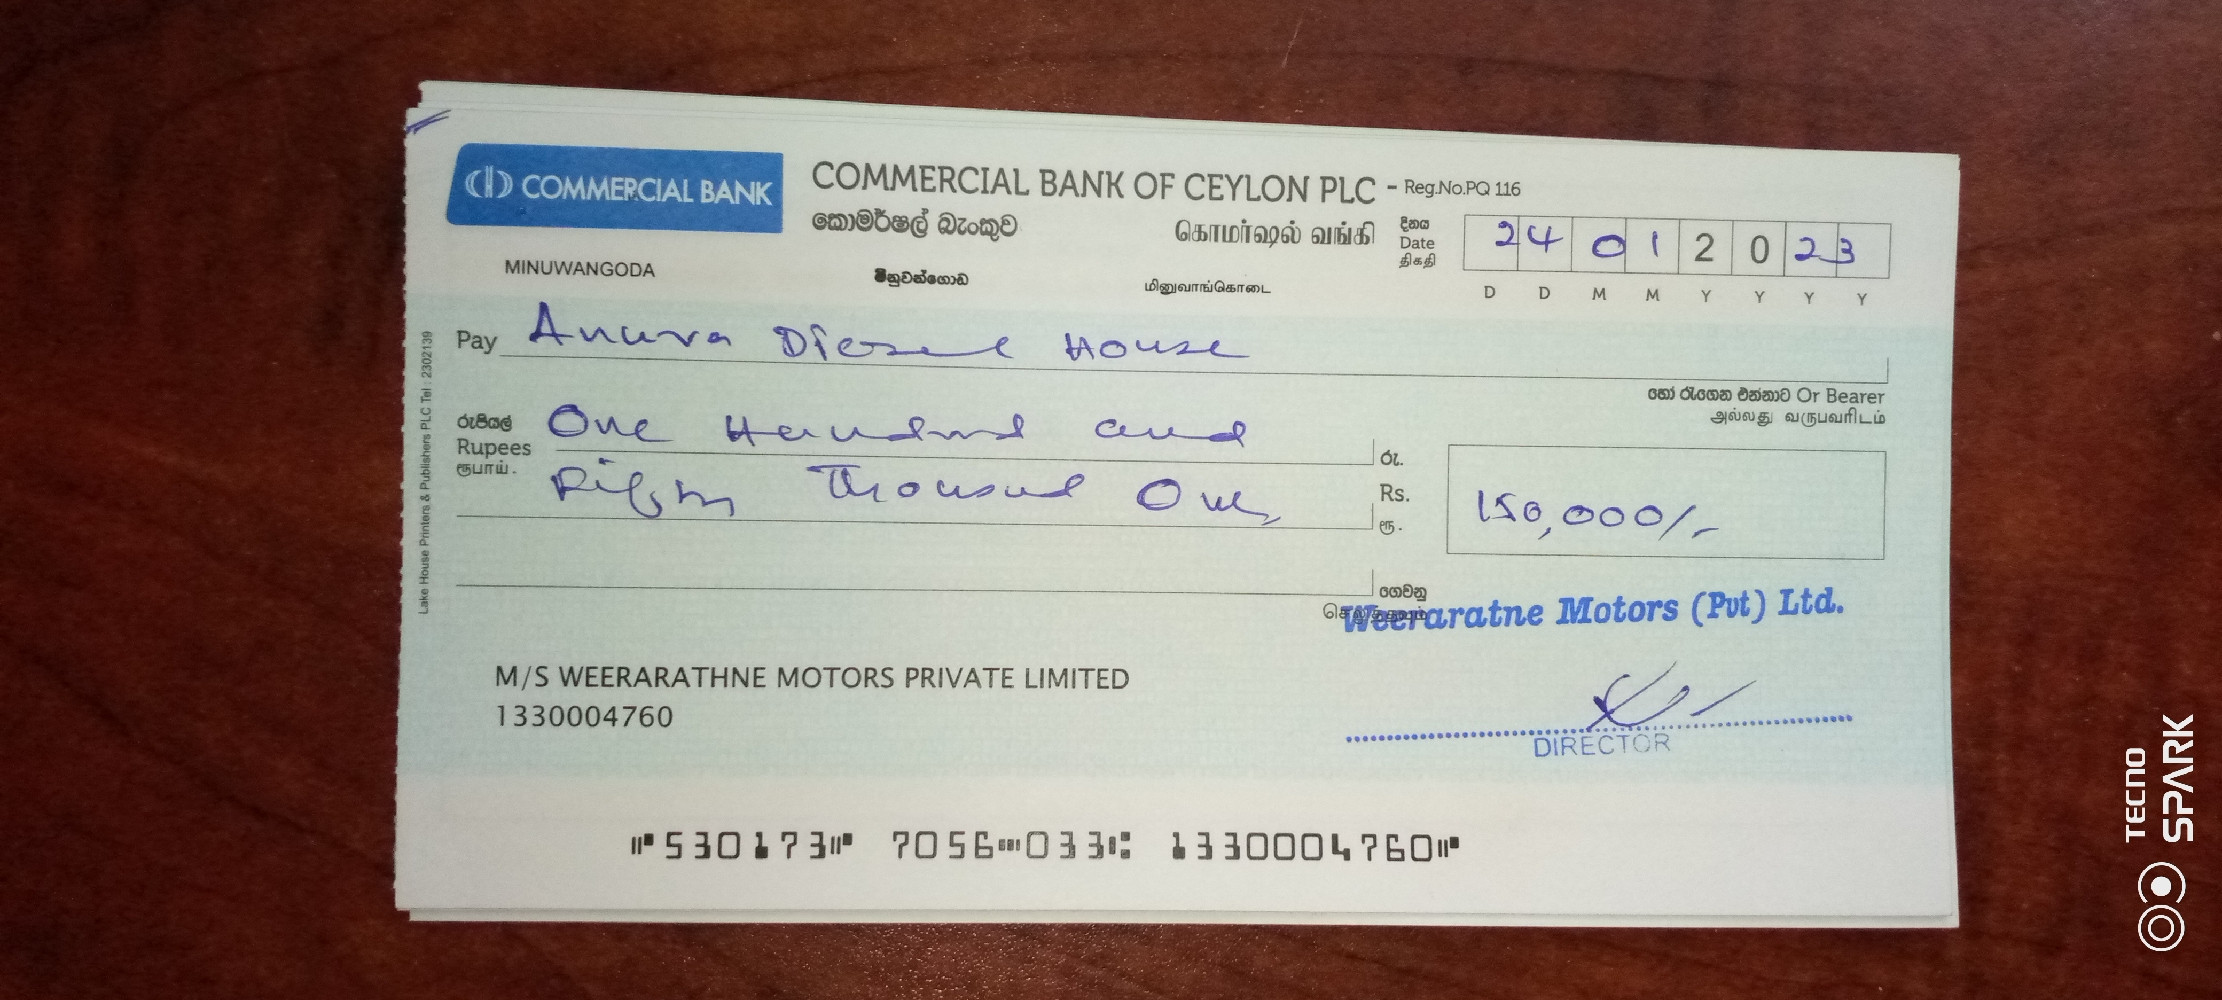 COMMERCIAL BANK
COMMERCIAL BANK OF CEYLON PLC - Reg.No.PQ 116
කොමර්ෂල් බැංකුව கொமர்ஷல் வங்கி
දිනය
Date
திகதி
24 01 2023
D D M M Y Y Y Y
MINUWANGODA මීනුවන්ගොඩ மினுவாங்கொடை
Pay Anura Diesel House
හෝ රැගෙන එන්නාට Or Bearer
அல்லது வருபவரிடம்
රුපියල්
Rupees
ரூபாய்.
One Hundred and
Fifty Thousand Only
රු.
Rs.
ரூ.
150,000/-
ගෙවනු
Weeraratne Motors (Pvt) Ltd.
M/S WEERARATHNE MOTORS PRIVATE LIMITED
1330004760
DIRECTOR
530173 7056 033 1330004760
Lake House Printers & Publishers PLC Tel : 2302139
TECNO
SPARK